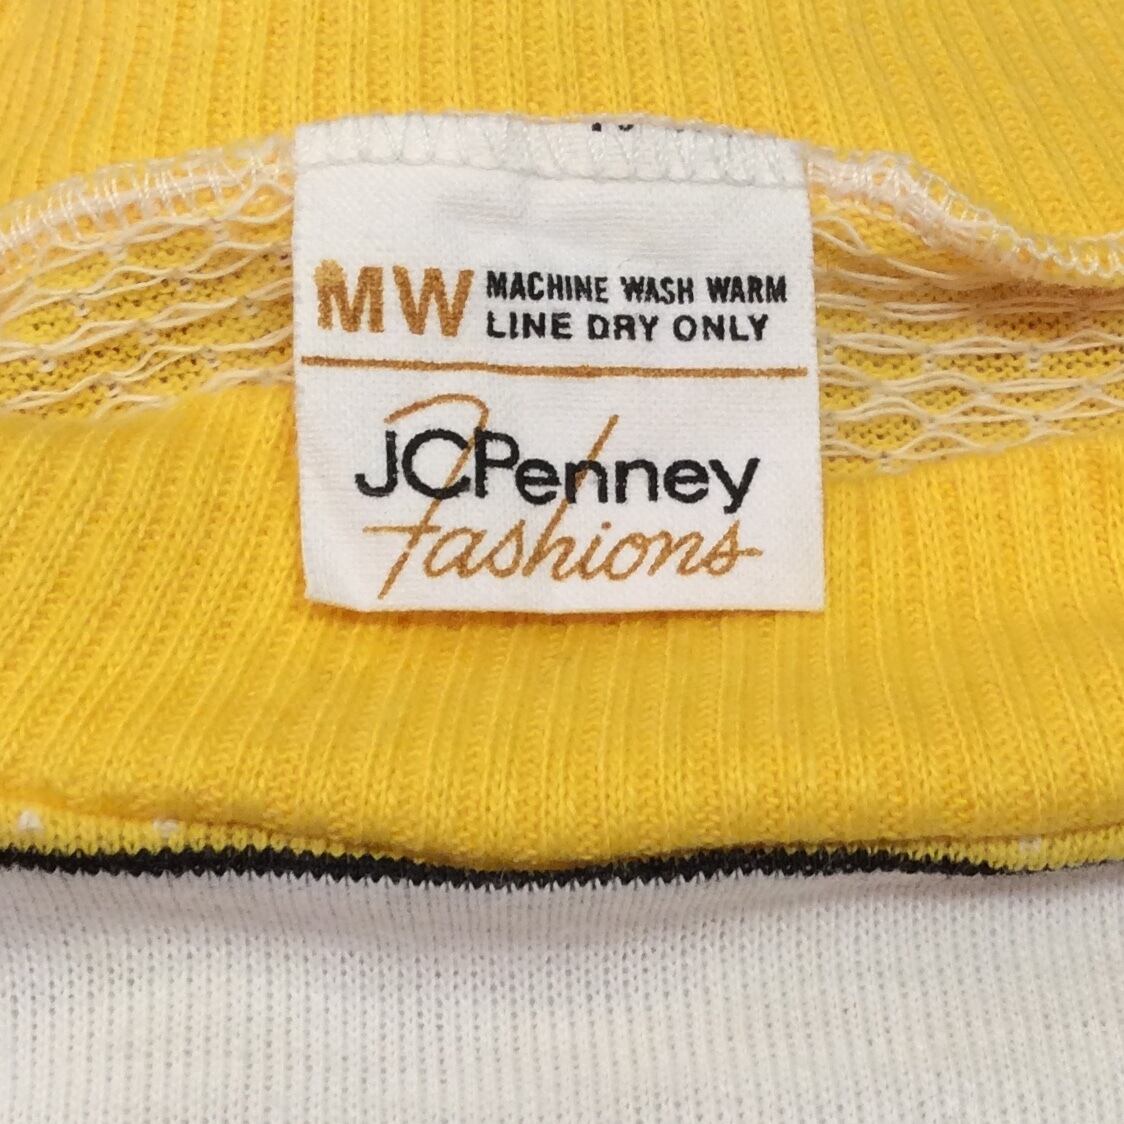 MW MACHINE WASH WARM
LINE DRY ONLY
JCPenney
fashions